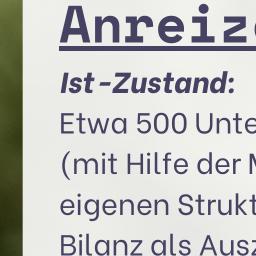 Anreiz
Ist-Zustand:
Etwa 500 Unte
(mit Hilfe der M
eigenen Strukt
Bilanz als Ausz